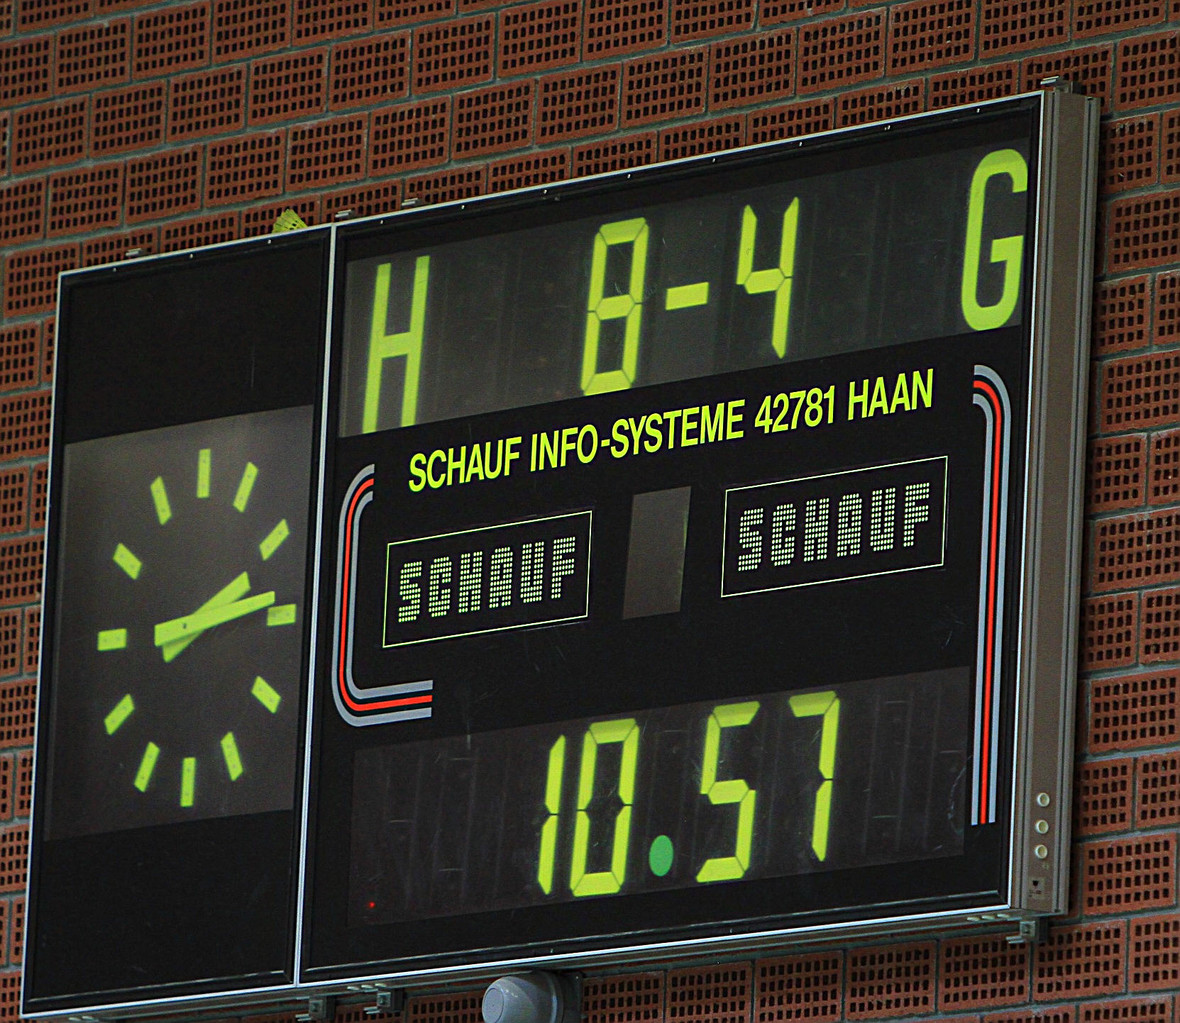 H 8-4 G
SCHAUF INFO-SYSTEME 42781 HAAN
SCHAUF SCHAUF
10.57